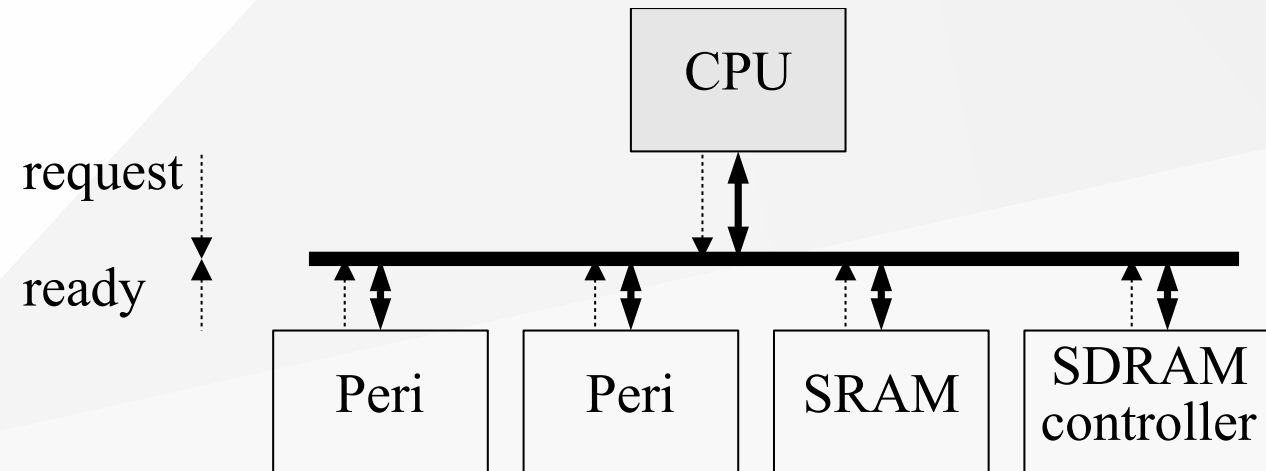 CPU
request
ready
Peri
Peri
SRAM
SDRAM
controller